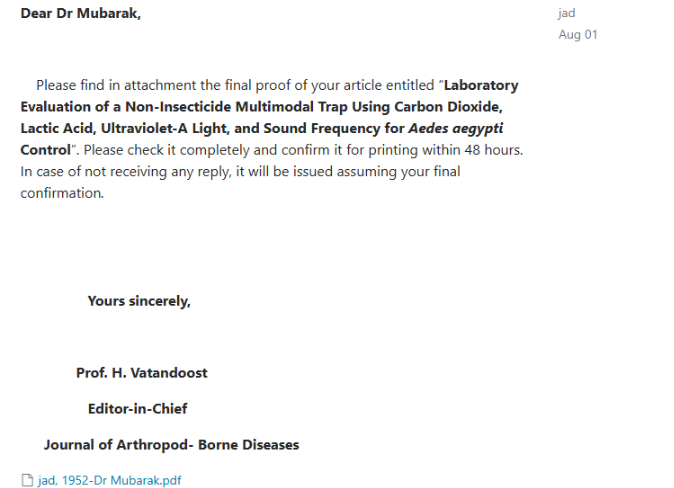 Dear Dr Mubarak,
jad
Aug 01
Please find in attachment the final proof of your article entitled “Laboratory
Evaluation of a Non-Insecticide Multimodal Trap Using Carbon Dioxide,
Lactic Acid, Ultraviolet-A Light, and Sound Frequency for Aedes aegypti
Control”. Please check it completely and confirm it for printing within 48 hours.
In case of not receiving any reply, it will be issued assuming your final
confirmation.
Yours sincerely,
Prof. H. Vatandoost
Editor-in-Chief
Journal of Arthropod- Borne Diseases
jad, 1952-Dr Mubarak.pdf